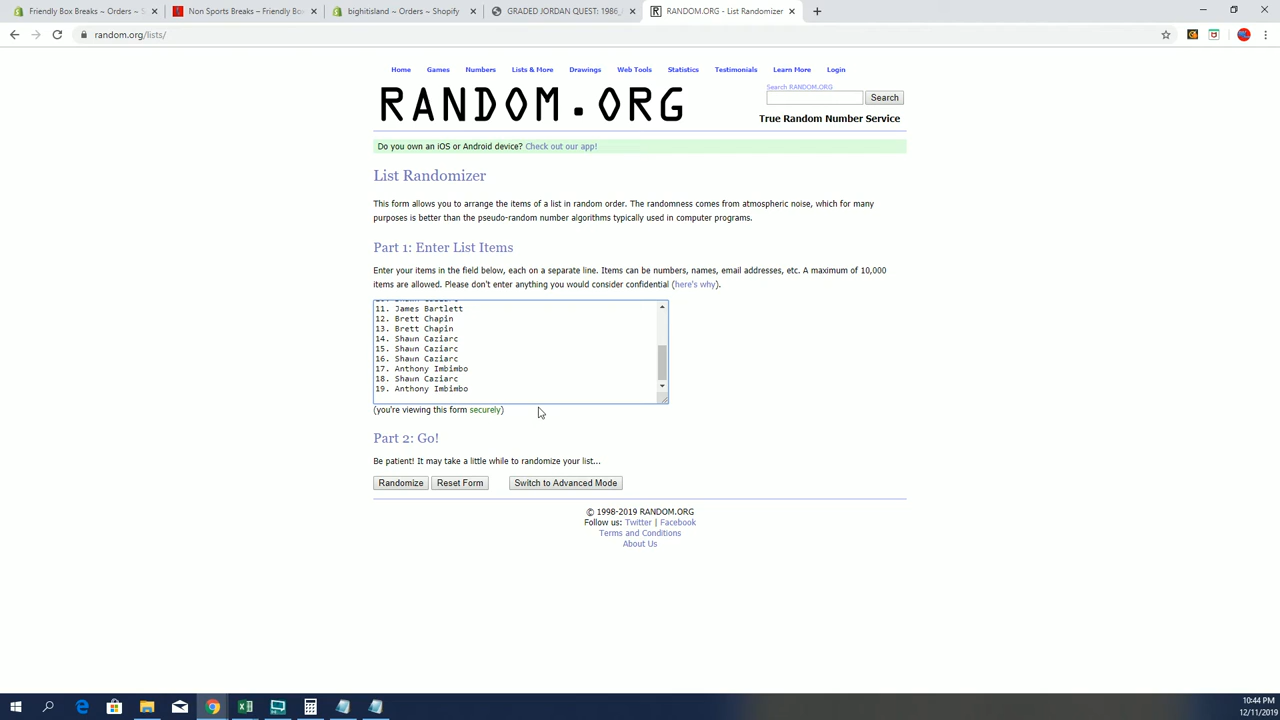 Friendly Box Breaks ~ Orders ~ S
Non Sports Breaks – Friendly Box
bighitisland ~ Orders ~ Shopify
GRADED JORDAN QUEST: 1986
RANDOM.ORG - List Randomizer
random.org/lists/
Home Games Numbers Lists & More Drawings Web Tools Statistics Testimonials Learn More Login
RANDOM.ORG
Search RANDOM.ORG
Search
True Random Number Service
Do you own an iOS or Android device? Check out our app!
List Randomizer
This form allows you to arrange the items of a list in random order. The randomness comes from atmospheric noise, which for many
purposes is better than the pseudo-random number algorithms typically used in computer programs.
Part 1: Enter List Items
Enter your items in the field below, each on a separate line. Items can be numbers, names, email addresses, etc. A maximum of 10,000
items are allowed. Please don't enter anything you would consider confidential (here's why).
11. James Bartlett
12. Brett Chapin
13. Brett Chapin
14. Shawn Caziarc
15. Shawn Caziarc
16. Shawn Caziarc
17. Anthony Imbimbo
18. Shawn Caziarc
19. Anthony Imbimbo
(you're viewing this form securely)
Part 2: Go!
Be patient! It may take a little while to randomize your list...
Randomize Reset Form Switch to Advanced Mode
© 1998-2019 RANDOM.ORG
Follow us: Twitter | Facebook
Terms and Conditions
About Us
10:44 PM
12/11/2019